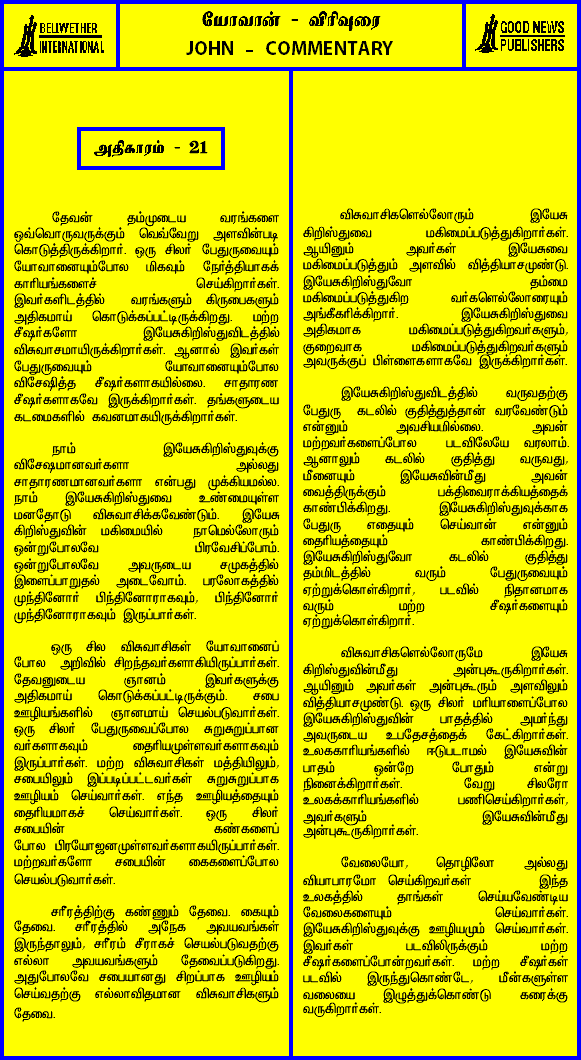 BELWETHER
INTERNATIONAL
யோவான் - விரிவுரை
JOHN - COMMENTARY
GOOD NEWS
PUBLISHERS
அதிகாரம் - 21
தேவன் தம்முடைய வரங்களை
ஒவ்வொருவருக்கும் வெவ்வேறு அளவின்படி
கொடுத்திருக்கிறார். ஒரு சிலர் பேதுருவையும்
யோவானையும்போல மிகவும் நேர்த்தியாகக்
காரியங்களைச் செய்கிறார்கள்.
இவர்களிடத்தில் வரங்களும் கிருபைகளும்
அதிகமாய் கொடுக்கப்பட்டிருக்கிறது. மற்ற
சீஷர்களோ இயேசுகிறிஸ்துவிடத்தில்
விசுவாசமாயிருக்கிறார்கள். ஆனால் இவர்கள்
பேதுருவையும் யோவானையும்போல
விசேஷித்த சீஷர்களாகயில்லை. சாதாரண
சீஷர்களாகவே இருக்கிறார்கள். தங்களுடைய
கடமைகளில் கவனமாகயிருக்கிறார்கள்.
நாம் இயேசுகிறிஸ்துவுக்கு
விசேஷமானவர்களா அல்லது
சாதாரணமானவர்களா என்பது முக்கியமல்ல.
நாம் இயேசுகிறிஸ்துவை உண்மையுள்ள
மனதோடு விசுவாசிக்கவேண்டும். இயேசு
கிறிஸ்துவின் மகிமையில் நாமெல்லோரும்
ஒன்றுபோலவே பிரவேசிப்போம்.
ஒன்றுபோலவே அவருடைய சமுகத்தில்
இளைப்பாறுதல் அடைவோம். பரலோகத்தில்
முந்தினோர் பிந்தினோராகவும், பிந்தினோர்
முந்தினோராகவும் இருப்பார்கள்.
ஒரு சில விசுவாசிகள் யோவானைப்
போல அறிவில் சிறந்தவர்களாகியிருப்பார்கள்.
தேவனுடைய ஞானம் இவர்களுக்கு
அதிகமாய் கொடுக்கப்பட்டிருக்கும். சபை
ஊழியங்களில் ஞானமாய் செயல்படுவார்கள்.
ஒரு சிலர் பேதுருவைப்போல சுறுசுறுப்பான
வர்களாகவும் தைரியமுள்ளவர்களாகவும்
இருப்பார்கள். மற்ற விசுவாசிகள் மத்தியிலும்,
சபையிலும் இப்படிப்பட்டவர்கள் சுறுசுறுப்பாக
ஊழியம் செய்வார்கள். எந்த ஊழியத்தையும்
தைரியமாகச் செய்வார்கள். ஒரு சிலர்
சபையின் கண்களைப்
போல பிரயோஜனமுள்ளவர்களாகயிருப்பார்கள்.
மற்றவர்களோ சபையின் கைகளைப்போல
செயல்படுவார்கள்.
சரீரத்திற்கு கண்ணும் தேவை. கையும்
தேவை. சரீரத்தில் அநேக அவயவங்கள்
இருந்தாலும், சரீரம் சீராகச் செயல்படுவதற்கு
எல்லா அவயவங்களும் தேவைப்படுகிறது.
அதுபோலவே சபையானது சிறப்பாக ஊழியம்
செய்வதற்கு எல்லாவிதமான விசுவாசிகளும்
தேவை.
விசுவாசிகளெல்லோரும் இயேசு
கிறிஸ்துவை மகிமைப்படுத்துகிறார்கள்.
ஆயினும் அவர்கள் இயேசுவை
மகிமைப்படுத்தும் அளவில் வித்தியாசமுண்டு.
இயேசுகிறிஸ்துவோ தம்மை
மகிமைப்படுத்துகிற வர்களெல்லோரையும்
அங்கீகரிக்கிறார். இயேசுகிறிஸ்துவை
அதிகமாக மகிமைப்படுத்துகிறவர்களும்,
குறைவாக மகிமைப்படுத்துகிறவர்களும்
அவருக்குப் பிள்ளைகளாகவே இருக்கிறார்கள்.
இயேசுகிறிஸ்துவிடத்தில் வருவதற்கு
பேதுரு கடலில் குதித்துத்தான் வரவேண்டும்
என்னும் அவசியமில்லை. அவன்
மற்றவர்களைப்போல படவிலேயே வரலாம்.
ஆனாலும் கடலில் குதித்து வருவது,
மீனையும் இயேசுவின்மீது அவன்
வைத்திருக்கும் பக்திவைராக்கியத்தைக்
காண்பிக்கிறது. இயேசுகிறிஸ்துவுக்காக
பேதுரு எதையும் செய்வான் என்னும்
தைரியத்தையும் காண்பிக்கிறது.
இயேசுகிறிஸ்துவோ கடலில் குதித்து
தம்மிடத்தில் வரும் பேதுருவையும்
ஏற்றுக்கொள்கிறார், படவில் நிதானமாக
வரும் மற்ற சீஷர்களையும்
ஏற்றுக்கொள்கிறார்.
விசுவாசிகளெல்லோருமே இயேசு
கிறிஸ்துவின்மீது அன்புகூருகிறார்கள்.
ஆயினும் அவர்கள் அன்புகூரும் அளவிலும்
வித்தியாசமுண்டு. ஒரு சிலர் மரியாளைப்போல
இயேசுகிறிஸ்துவின் பாதத்தில் அமர்ந்து
அவருடைய உபதேசத்தைக் கேட்கிறார்கள்.
உலககாரியங்களில் ஈடுபடாமல் இயேசுவின்
பாதம் ஒன்றே போதும் என்று
நினைக்கிறார்கள். வேறு சிலரோ
உலககாரியங்களில் பணிசெய்கிறார்கள்,
அவர்களும் இயேசுவின்மீது
அன்புகூருகிறார்கள்.
வேலையோ, தொழிலோ அல்லது
வியாபாரமோ செய்கிறவர்கள் இந்த
உலகத்தில் தாங்கள் செய்யவேண்டிய
வேலைகளையும் செய்வார்கள்.
இயேசுகிறிஸ்துவுக்கு ஊழியமும் செய்வார்கள்.
இவர்கள் படவிலிருக்கும் மற்ற
சீஷர்களைப்போன்றவர்கள். மற்ற சீஷர்கள்
படவில் இருந்துகொண்டே, மீன்களுள்ள
வலையை இழுத்துக்கொண்டு கரைக்கு
வருகிறார்கள்.